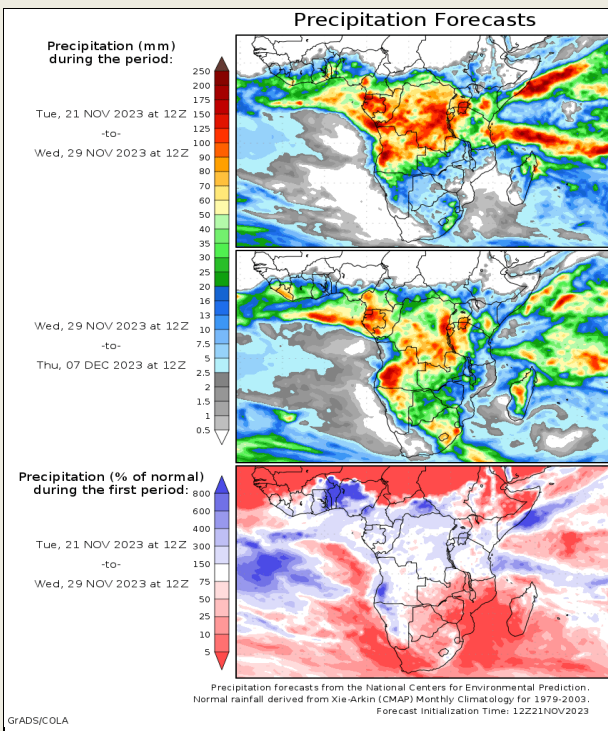 Precipitation Forecasts
Precipitation (mm)
during the period:
Tue, 21 NOV 2023 at 12Z
-to-
Wed, 29 NOV 2023 at 12Z
250
200
175
150
125
100
90
80
70
60
50
40
35
30
25
20
16
13
10
7.5
5
2.5
2
1.5
1
0.5
Wed, 29 NOV 2023 at 12Z
-to-
Thu, 07 DEC 2023 at 12Z
Precipitation (% of normal)
during the first period:
Tue, 21 NOV 2023 at 12Z
-to-
Wed, 29 NOV 2023 at 12Z
800
600
400
300
150
75
50
25
10
5
Precipitation forecasts from the National Centers for Environmental Prediction.
Normal rainfall derived from Xie-Arkin (CMAP) Monthly Climatology for 1979-2003.
Forecast Initialization Time: 12Z21NOV2023
GrADS/COLA